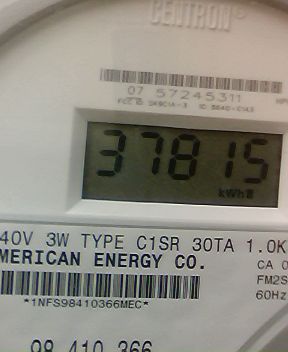 CENTRON®
07 57245311
37815
kWh
40V 3W TYPE C1SR 30TA 1.0K
MERICAN ENERGY CO.
CA 0
FM2S
60Hz
*1NFS98410366MEC*
98 410 366